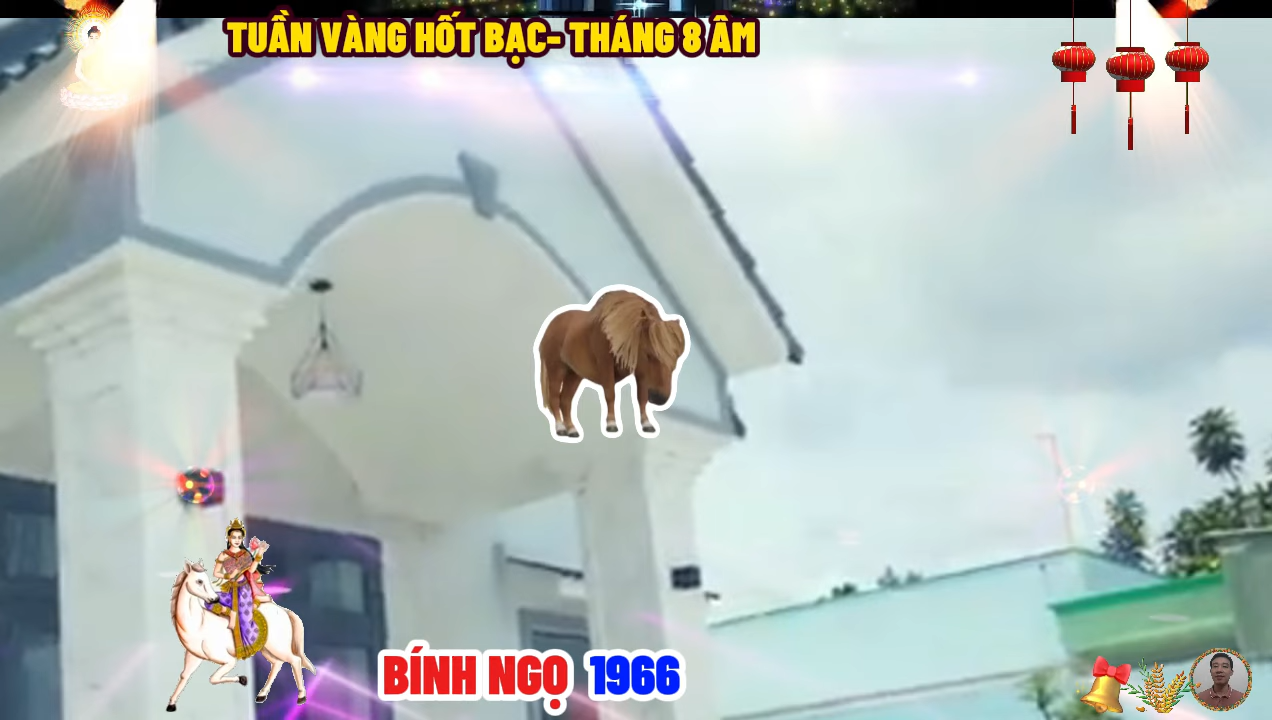 TUẦN VÀNG HỐT BẠC- THÁNG 8 ÂM
BÍNH NGỌ 1966